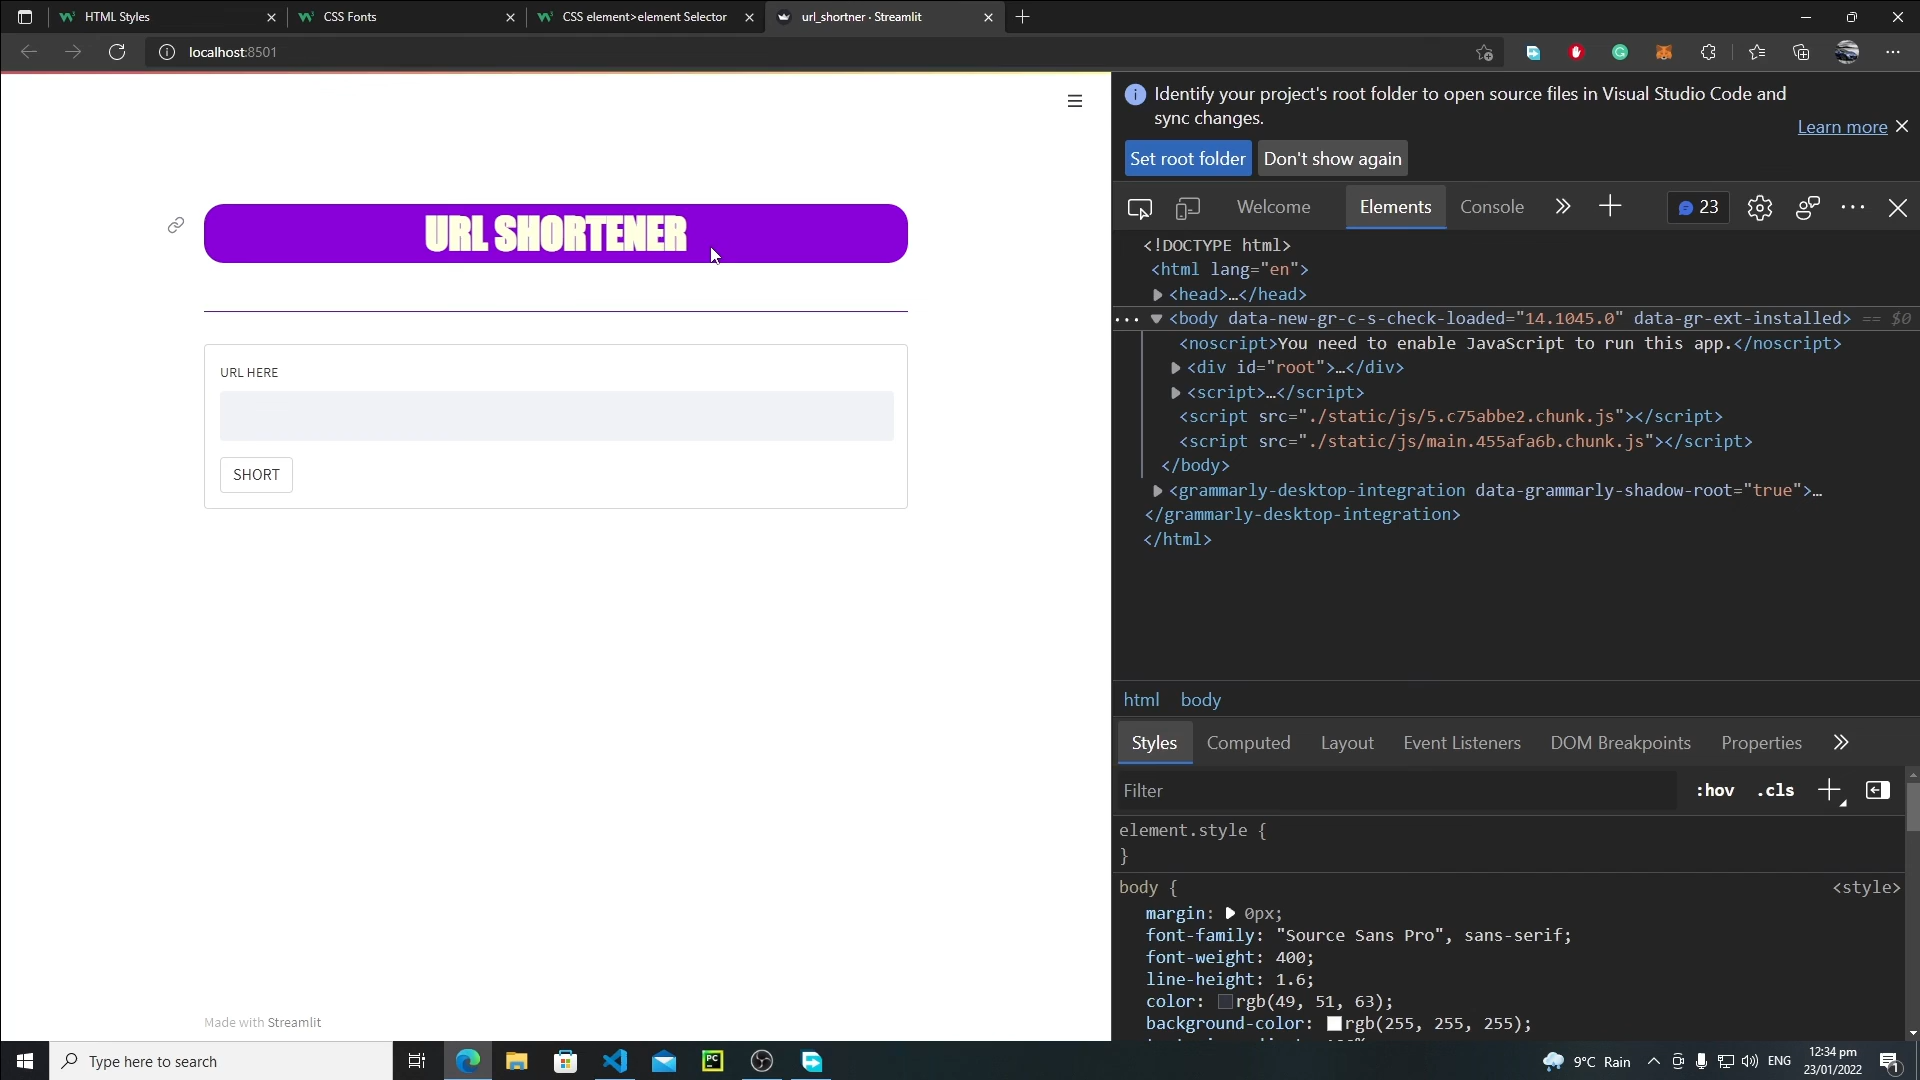 HTML Styles
CSS Fonts
CSS element>element Selector
url_shortner · Streamlit
localhost:8501
Identify your project's root folder to open source files in Visual Studio Code and
sync changes.
Learn more
Set root folder
Don't show again
URL SHORTENER
Welcome
Elements
Console
23
<!DOCTYPE html>
<html lang="en">
<head>…</head>
<body data-new-gr-c-s-check-loaded="14.1045.0" data-gr-ext-installed> == $0
<noscript>You need to enable JavaScript to run this app.</noscript>
<div id="root">…</div>
<script>…</script>
<script src="./static/js/5.c75abbe2.chunk.js"></script>
<script src="./static/js/main.455afa6b.chunk.js"></script>
</body>
<grammarly-desktop-integration data-grammarly-shadow-root="true">…
</grammarly-desktop-integration>
</html>
URL HERE
SHORT
html body
Styles
Computed
Layout
Event Listeners
DOM Breakpoints
Properties
Filter
:hov
.cls
element.style {
}
body {
<style>
margin: 0px;
font-family: "Source Sans Pro", sans-serif;
font-weight: 400;
line-height: 1.6;
color: rgb(49, 51, 63);
background-color: rgb(255, 255, 255);
Made with Streamlit
Type here to search
PC
9°C Rain
ENG
12:34 pm
23/01/2022
1